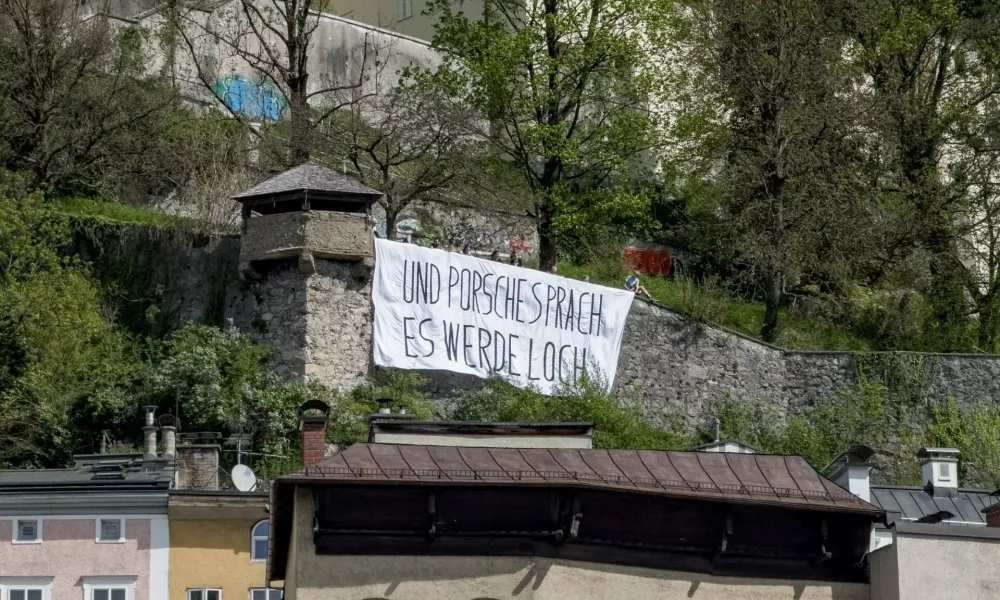 UND PORSCHE SPRACH
ES WERDE LOCH